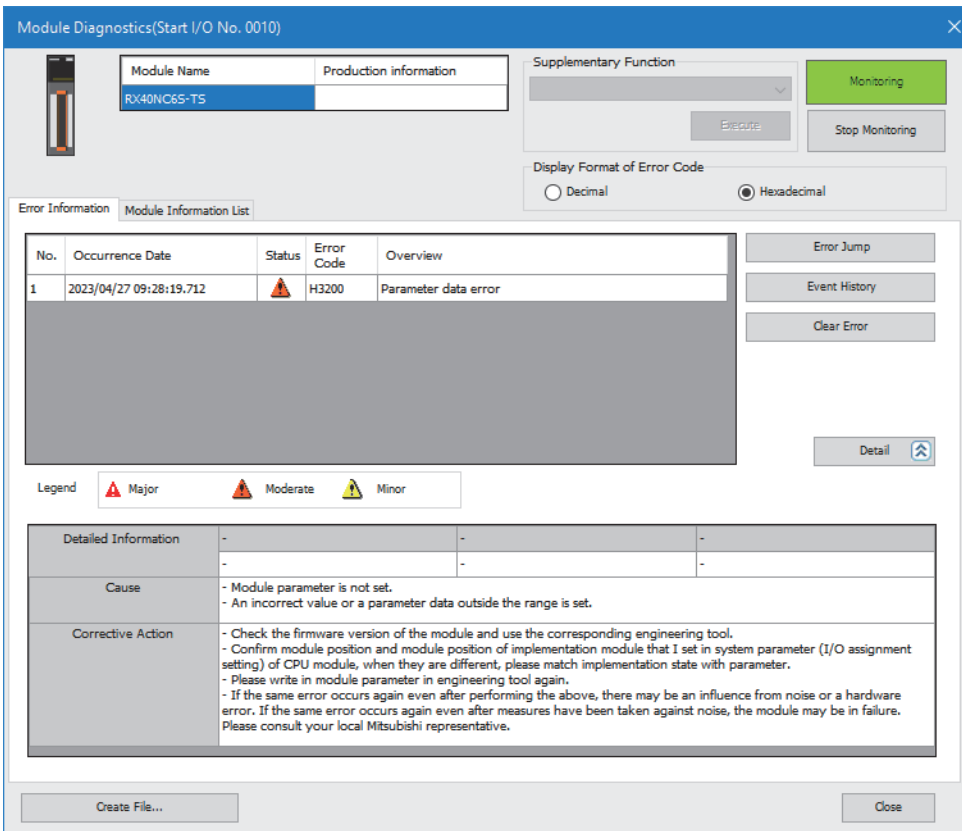 Module Diagnostics(Start I/O No. 0010)
Module Name Production information
RX40NC6S-TS
Supplementary Function
Execute
Monitoring
Stop Monitoring
Display Format of Error Code
Decimal Hexadecimal
Error Information Module Information List
No. Occurrence Date Status Error Code Overview
1 2023/04/27 09:28:19.712 H3200 Parameter data error
Error Jump
Event History
Clear Error
Detail
Legend Major Moderate Minor
Detailed Information - - -
- - -
Cause - Module parameter is not set.
- An incorrect value or a parameter data outside the range is set.
Corrective Action - Check the firmware version of the module and use the corresponding engineering tool.
- Confirm module position and module position of implementation module that I set in system parameter (I/O assignment
setting) of CPU module, when they are different, please match implementation state with parameter.
- Please write in module parameter in engineering tool again.
- If the same error occurs again even after performing the above, there may be an influence from noise or a hardware
error. If the same error occurs again even after measures have been taken against noise, the module may be in failure.
Please consult your local Mitsubishi representative.
Create File... Close